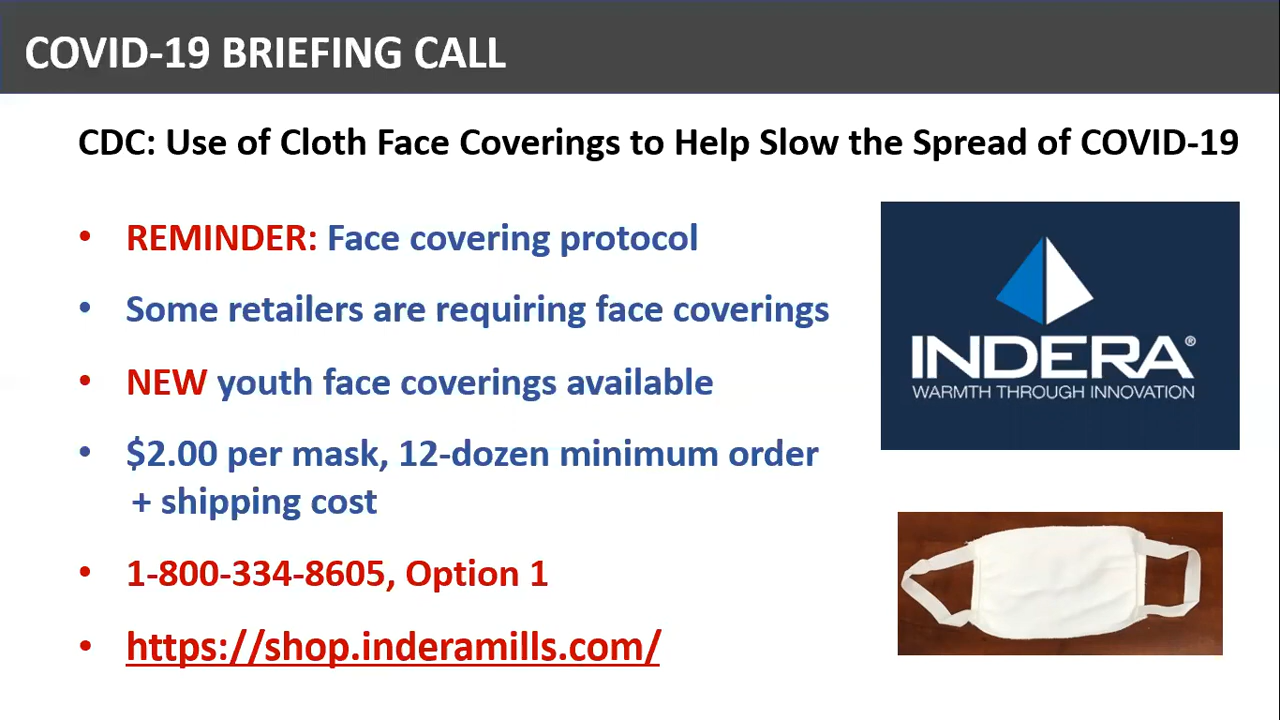 COVID-19 BRIEFING CALL
CDC: Use of Cloth Face Coverings to Help Slow the Spread of COVID-19
• REMINDER: Face covering protocol
• Some retailers are requiring face coverings
• NEW youth face coverings available
• $2.00 per mask, 12-dozen minimum order
+ shipping cost
• 1-800-334-8605, Option 1
• https://shop.inderamills.com/
INDERA®
WARMTH THROUGH INNOVATION